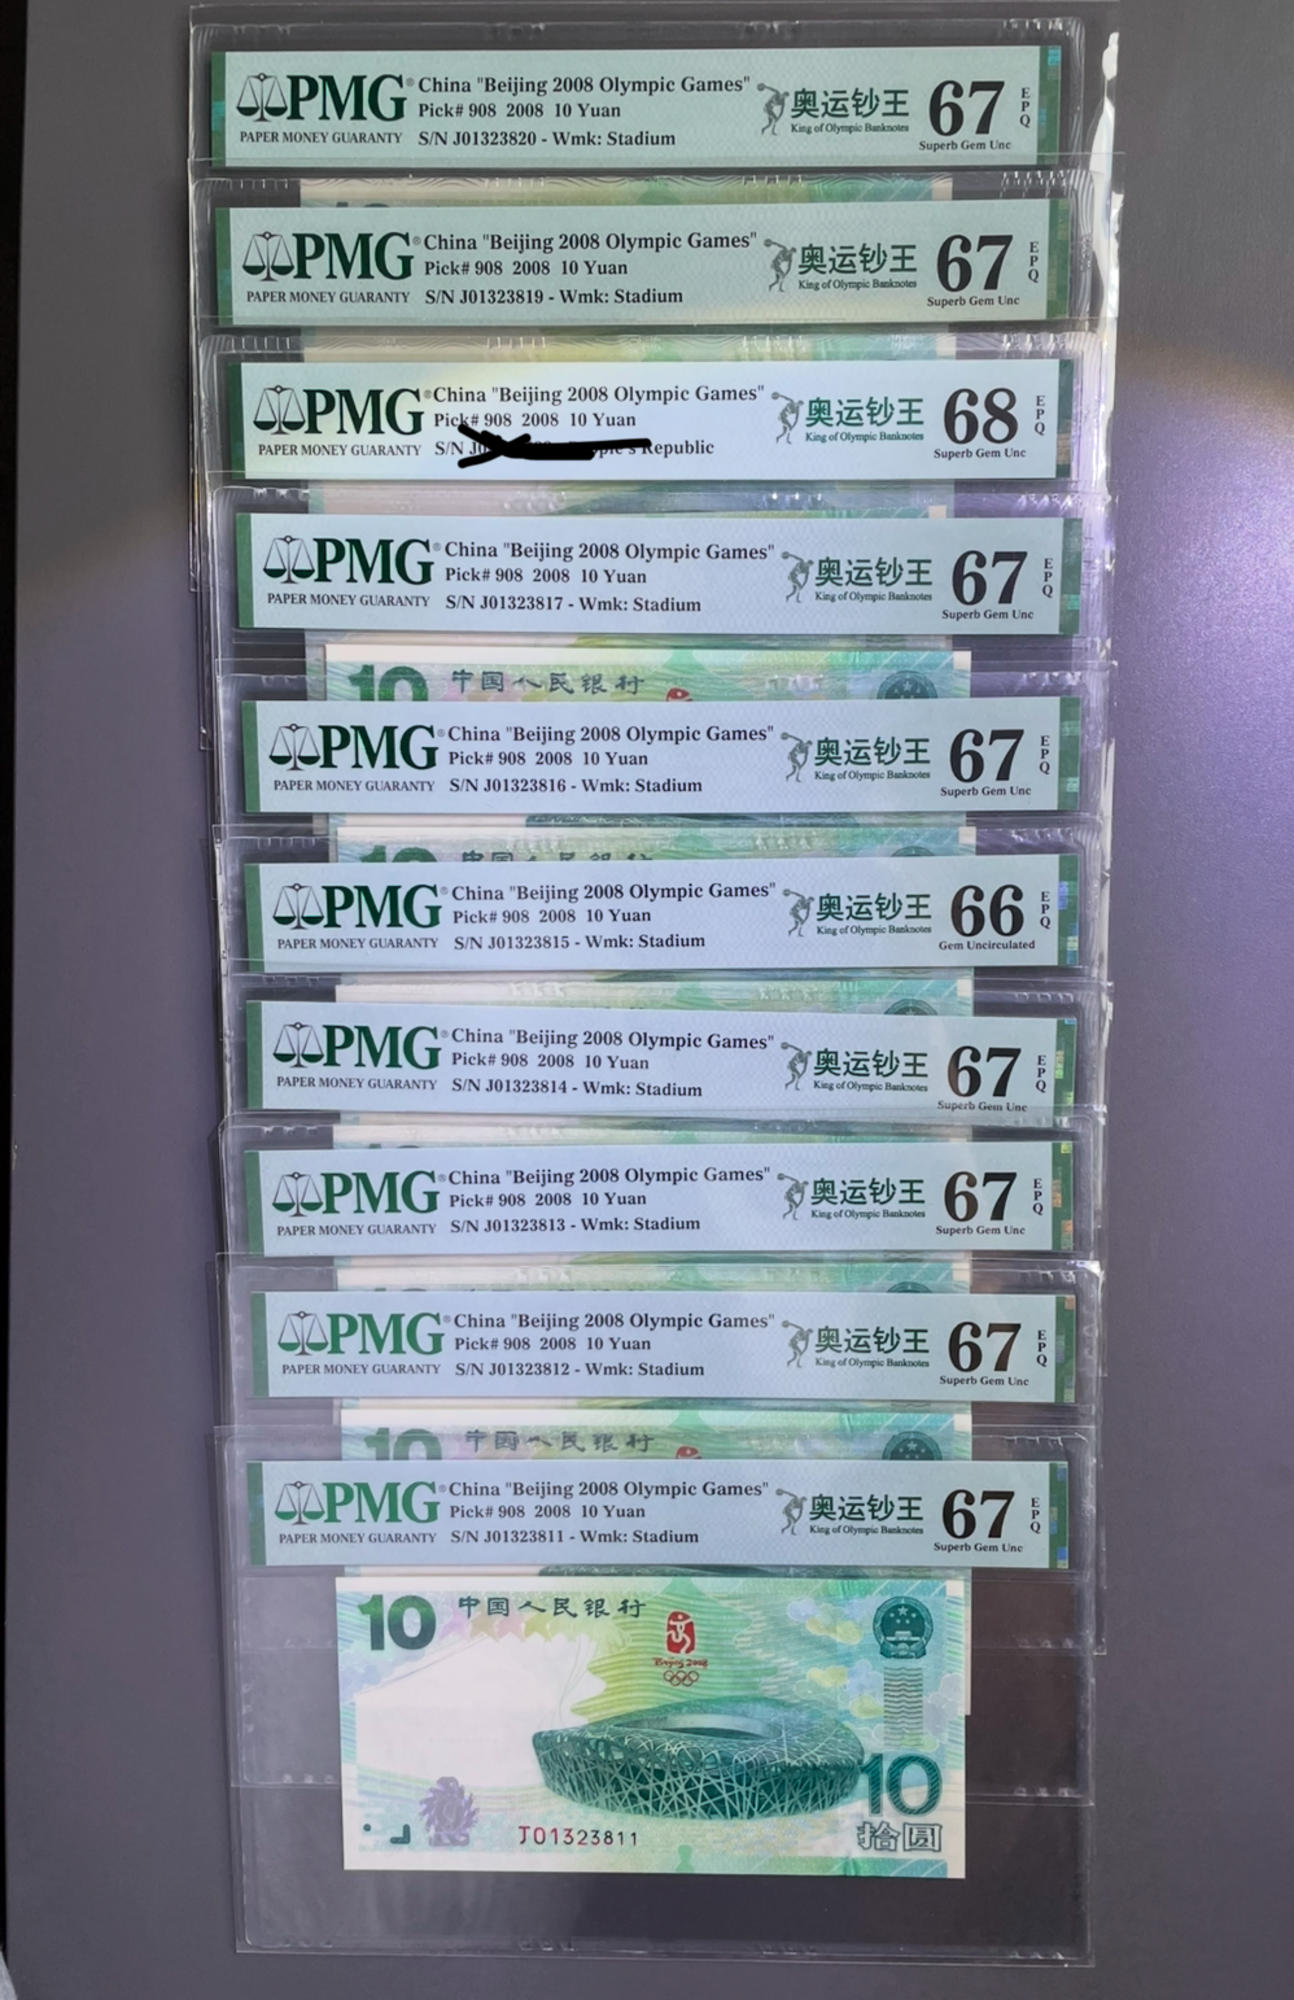 PMG® China "Beijing 2008 Olympic Games" 奥运钞王 67 EPQ
Pick# 908 2008 10 Yuan King of Olympic Banknotes
PAPER MONEY GUARANTY S/N J01323820 - Wmk: Stadium Superb Gem Unc
PMG® China "Beijing 2008 Olympic Games" 奥运钞王 67 EPQ
Pick# 908 2008 10 Yuan King of Olympic Banknotes
PAPER MONEY GUARANTY S/N J01323819 - Wmk: Stadium Superb Gem Unc
PMG® China "Beijing 2008 Olympic Games" 奥运钞王 68 EPQ
Pick# 908 2008 10 Yuan King of Olympic Banknotes
PAPER MONEY GUARANTY S/N Republic Superb Gem Unc
PMG® China "Beijing 2008 Olympic Games" 奥运钞王 67 EPQ
Pick# 908 2008 10 Yuan King of Olympic Banknotes
PAPER MONEY GUARANTY S/N J01323817 - Wmk: Stadium Superb Gem Unc
10 中国人民银行
PMG® China "Beijing 2008 Olympic Games" 奥运钞王 67 EPQ
Pick# 908 2008 10 Yuan King of Olympic Banknotes
PAPER MONEY GUARANTY S/N J01323816 - Wmk: Stadium Superb Gem Unc
10 中国人民银行
PMG® China "Beijing 2008 Olympic Games" 奥运钞王 66 EPQ
Pick# 908 2008 10 Yuan King of Olympic Banknotes
PAPER MONEY GUARANTY S/N J01323815 - Wmk: Stadium Gem Uncirculated
PMG® China "Beijing 2008 Olympic Games" 奥运钞王 67 EPQ
Pick# 908 2008 10 Yuan King of Olympic Banknotes
PAPER MONEY GUARANTY S/N J01323814 - Wmk: Stadium Superb Gem Unc
PMG® China "Beijing 2008 Olympic Games" 奥运钞王 67 EPQ
Pick# 908 2008 10 Yuan King of Olympic Banknotes
PAPER MONEY GUARANTY S/N J01323813 - Wmk: Stadium Superb Gem Unc
PMG® China "Beijing 2008 Olympic Games" 奥运钞王 67 EPQ
Pick# 908 2008 10 Yuan King of Olympic Banknotes
PAPER MONEY GUARANTY S/N J01323812 - Wmk: Stadium Superb Gem Unc
10 中国人民银行
PMG® China "Beijing 2008 Olympic Games" 奥运钞王 67 EPQ
Pick# 908 2008 10 Yuan King of Olympic Banknotes
PAPER MONEY GUARANTY S/N J01323811 - Wmk: Stadium Superb Gem Unc
10 中国人民银行
Beijing 2008
10
J01323811 拾圆